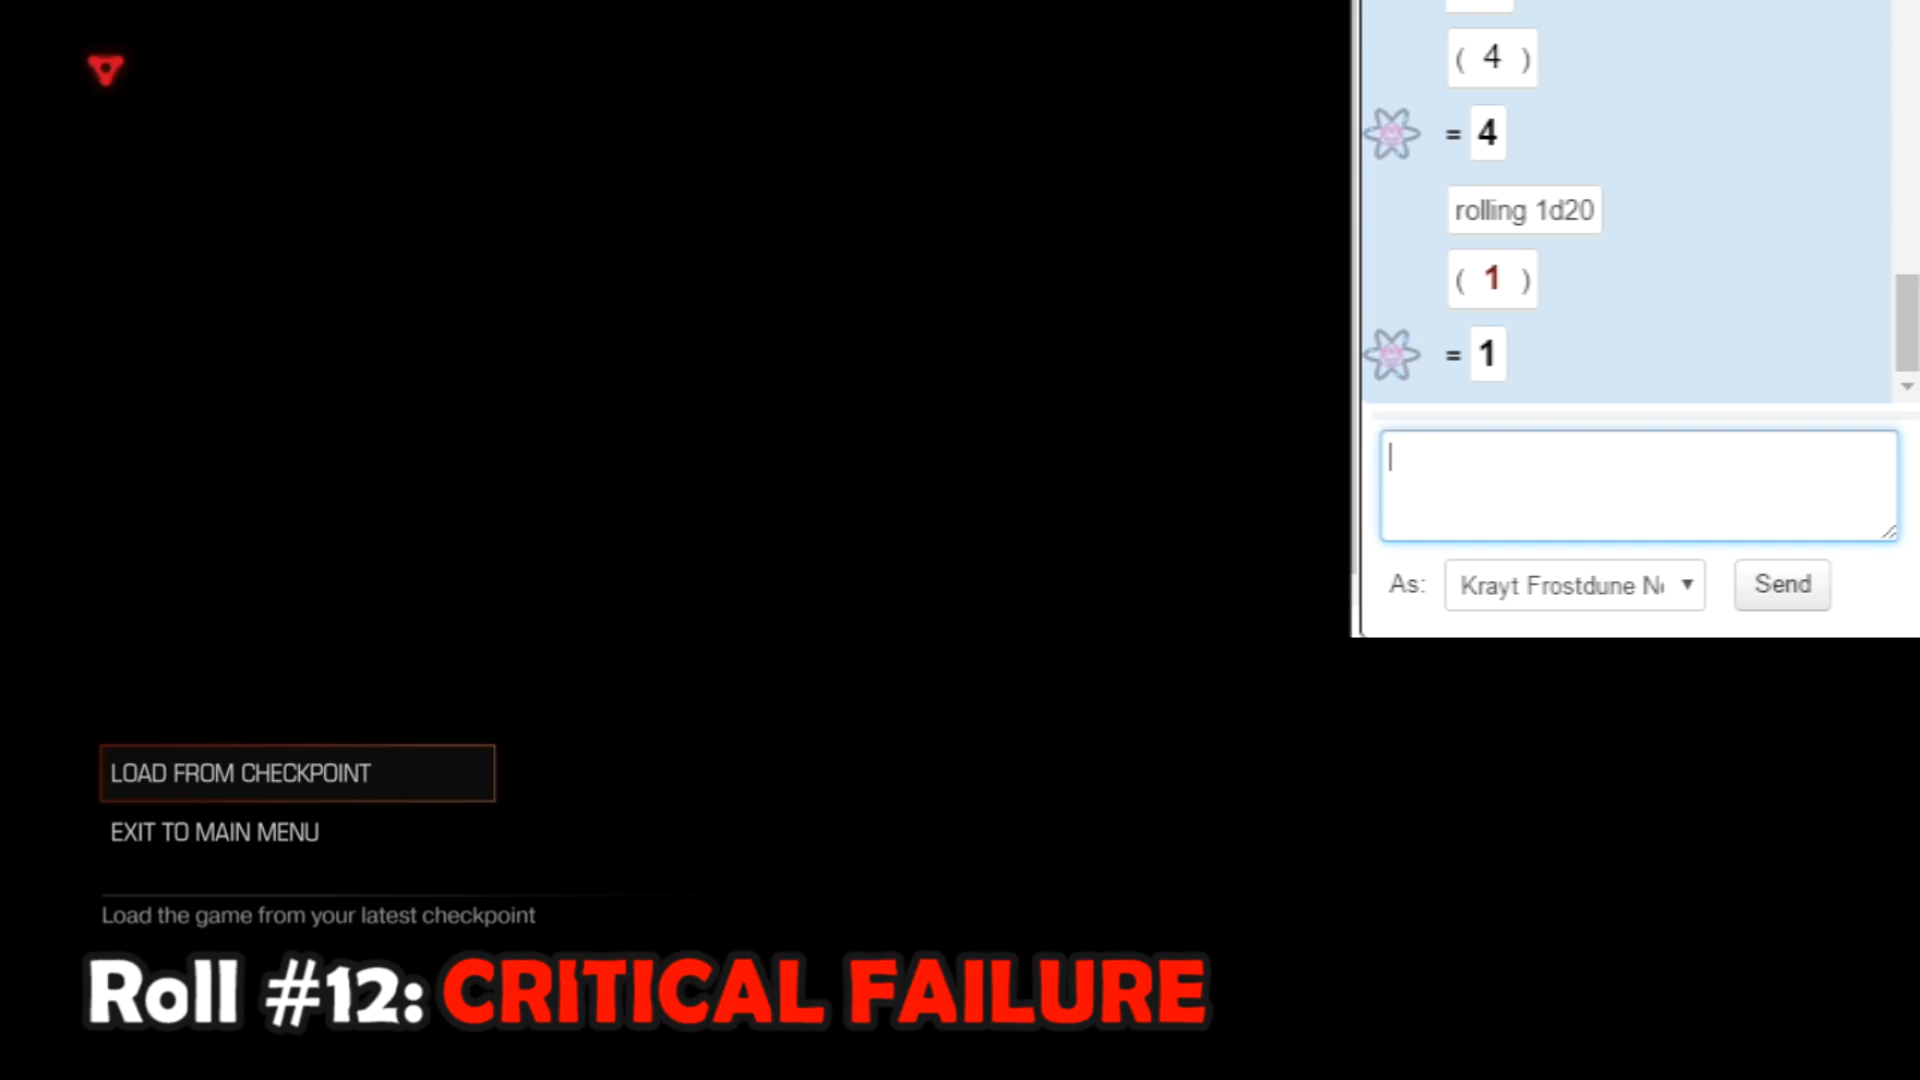 ( 4 )
= 4
rolling 1d20
( 1 )
= 1
As: Krayt Frostdune Send
LOAD FROM CHECKPOINT
EXIT TO MAIN MENU
Load the game from your latest checkpoint
Roll #12: CRITICAL FAILURE